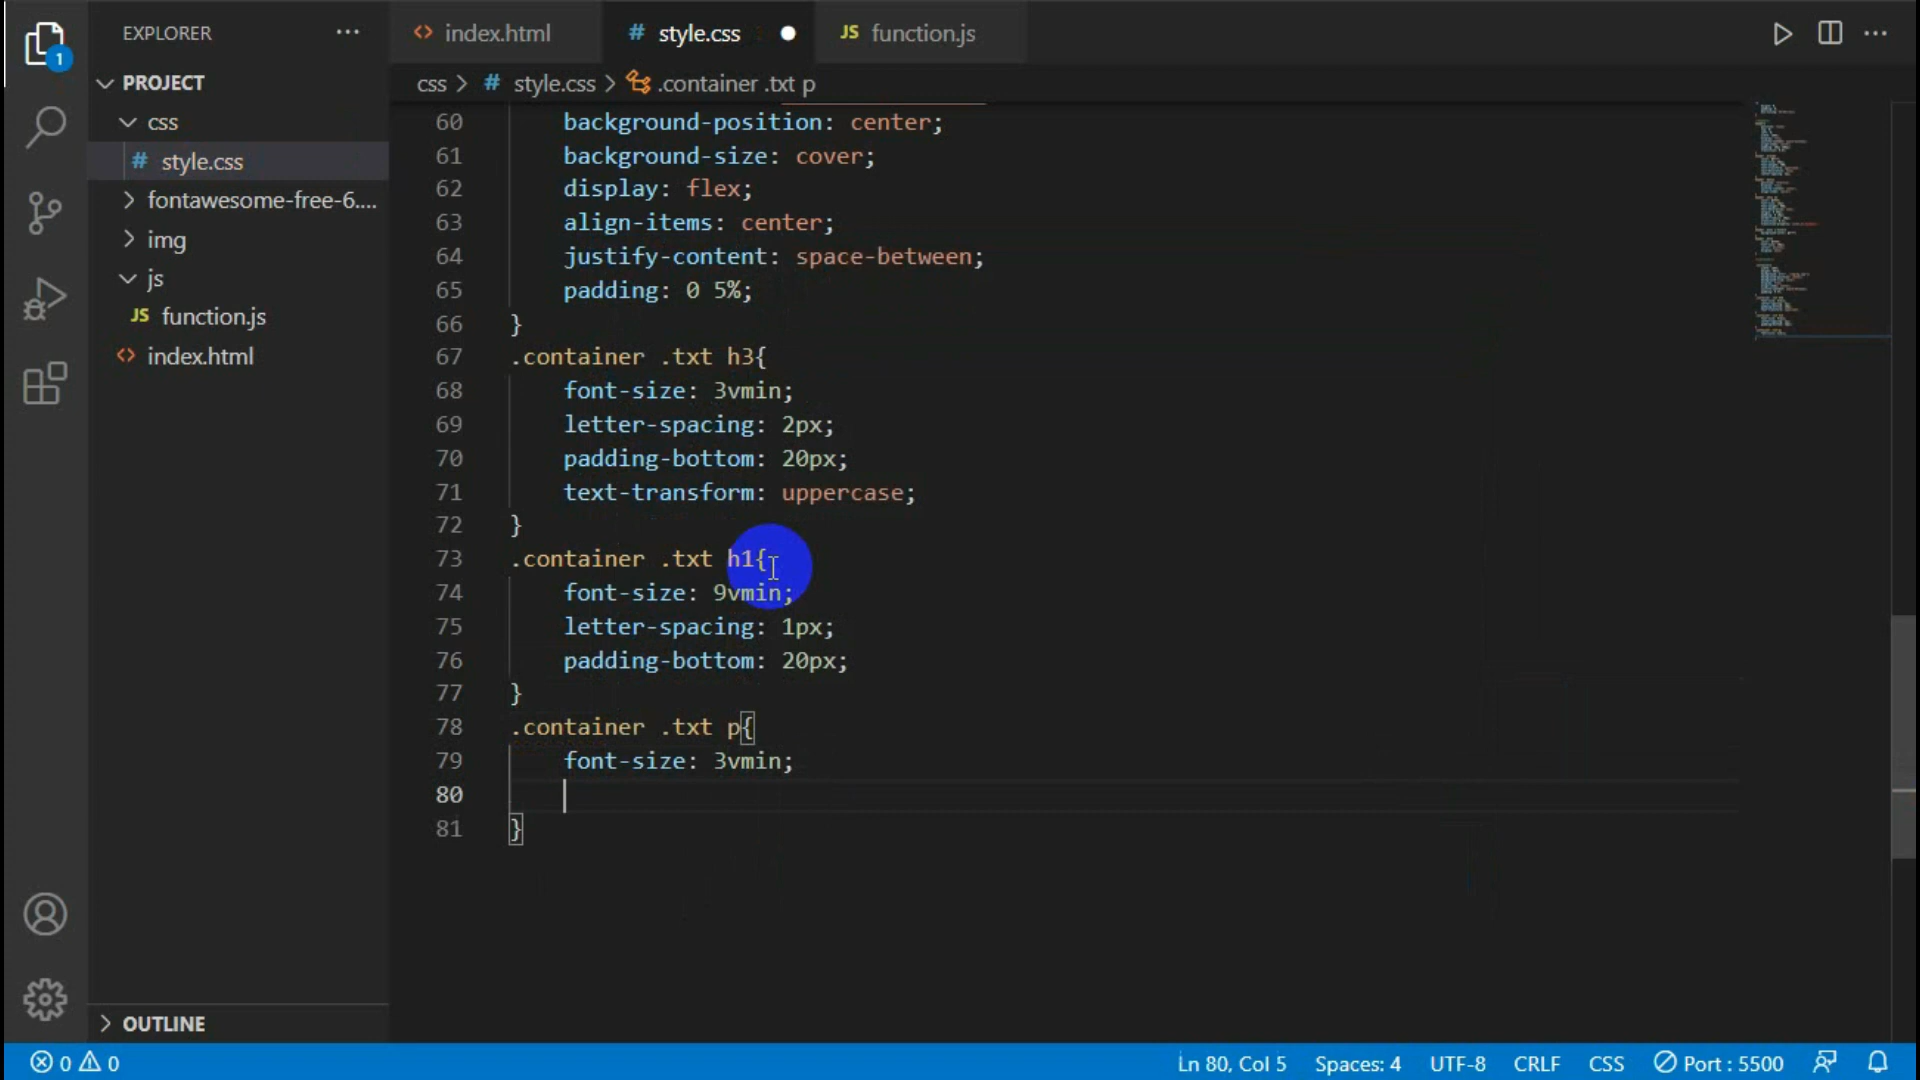 EXPLORER
index.html
style.css
JS function.js
1
PROJECT
css > # style.css > .container .txt p
css
# style.css
fontawesome-free-6....
img
js
JS function.js
index.html
60 background-position: center;
61 background-size: cover;
62 display: flex;
63 align-items: center;
64 justify-content: space-between;
65 padding: 0 5%;
66 }
67 .container .txt h3{
68 font-size: 3vmin;
69 letter-spacing: 2px;
70 padding-bottom: 20px;
71 text-transform: uppercase;
72 }
73 .container .txt h1{
74 font-size: 9vmin;
75 letter-spacing: 1px;
76 padding-bottom: 20px;
77 }
78 .container .txt p{
79 font-size: 3vmin;
80
81 }
OUTLINE
0 0
Ln 80, Col 5 Spaces: 4 UTF-8 CRLF CSS Port : 5500